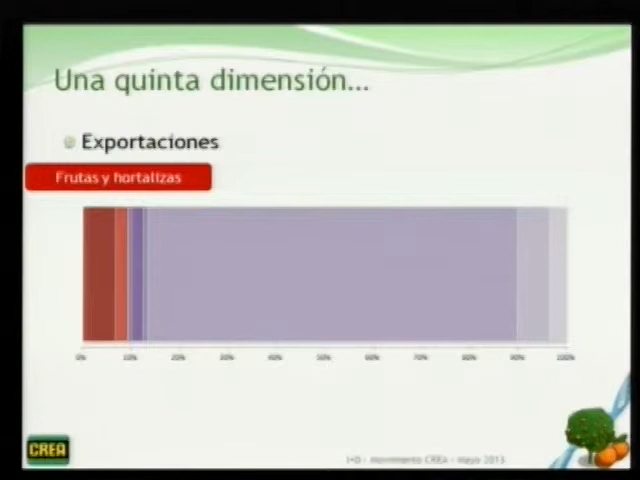 Una quinta dimensión...
Exportaciones
Frutas y hortalizas
0% 10% 20% 30% 40% 50% 60% 70% 80% 90% 100%
CREA
I+D - movimiento CREA - mayo 2013